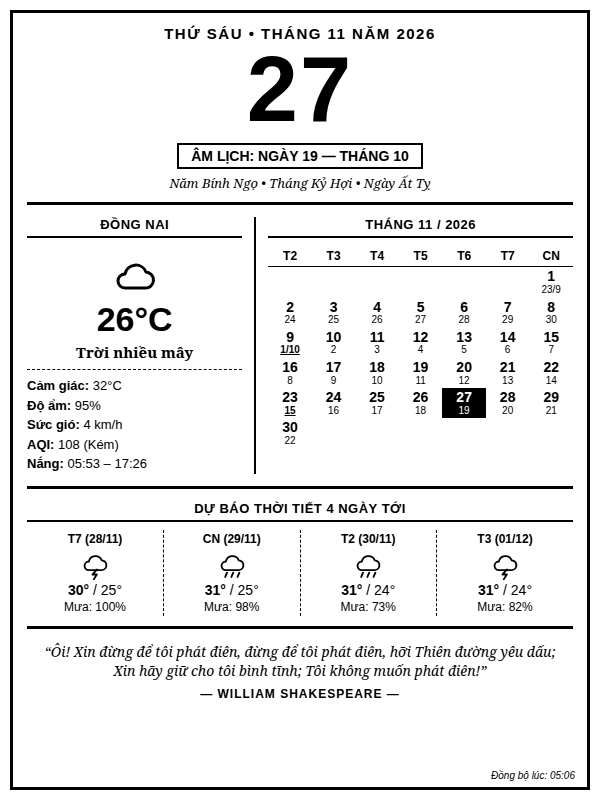 THỨ SÁU • THÁNG 11 NĂM 2026
27
ÂM LỊCH: NGÀY 19 — THÁNG 10
Năm Bính Ngọ • Tháng Kỷ Hợi • Ngày Ất Tỵ
ĐỒNG NAI
26°C
Trời nhiều mây
Cảm giác: 32°C
Độ ẩm: 95%
Sức gió: 4 km/h
AQI: 108 (Kém)
Nắng: 05:53 – 17:26
THÁNG 11 / 2026
T2 T3 T4 T5 T6 T7 CN
1
23/9
2 3 4 5 6 7 8
24 25 26 27 28 29 30
9 10 11 12 13 14 15
1/10 2 3 4 5 6 7
16 17 18 19 20 21 22
8 9 10 11 12 13 14
23 24 25 26 27 28 29
15 16 17 18 19 20 21
30
22
DỰ BÁO THỜI TIẾT 4 NGÀY TỚI
T7 (28/11) CN (29/11) T2 (30/11) T3 (01/12)
30° / 25° 31° / 25° 31° / 24° 31° / 24°
Mưa: 100% Mưa: 98% Mưa: 73% Mưa: 82%
“Ôi! Xin đừng để tôi phát điên, đừng để tôi phát điên, hỡi Thiên đường yêu dấu;
Xin hãy giữ cho tôi bình tĩnh; Tôi không muốn phát điên!”
— WILLIAM SHAKESPEARE —
Đồng bộ lúc: 05:06